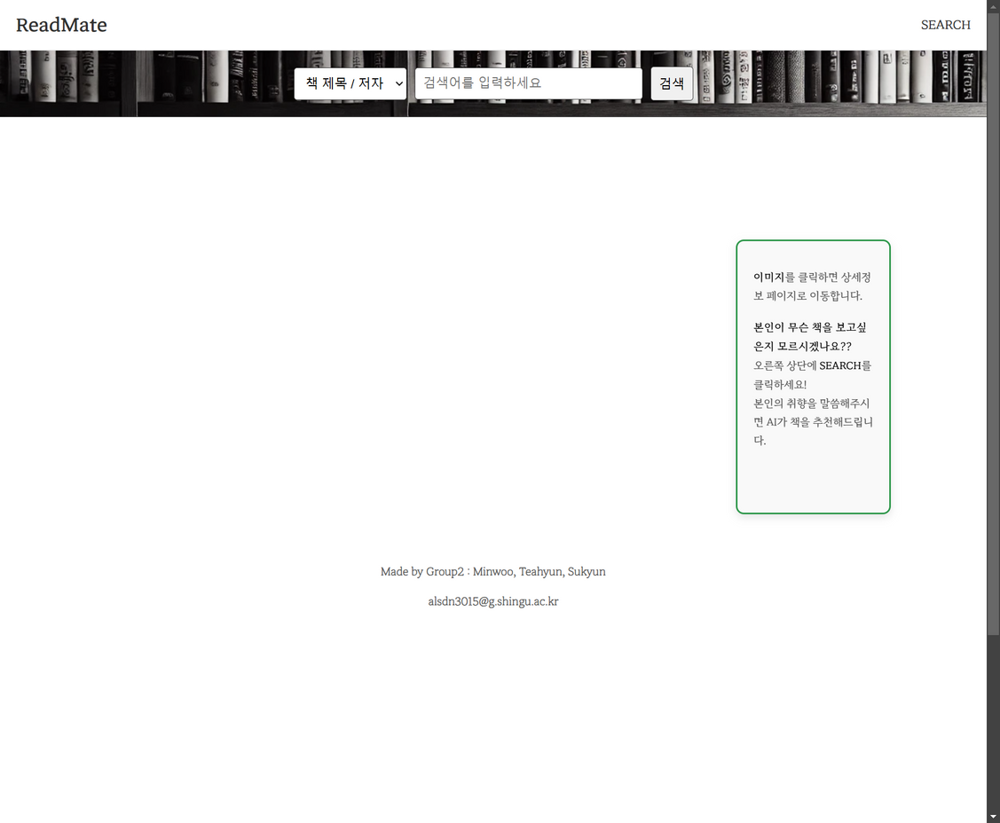 ReadMate
SEARCH
책 제목 / 저자
검색어를 입력하세요
검색
이미지를 클릭하면 상세정
보 페이지로 이동합니다.
본인이 무슨 책을 보고싶
은지 모르시겠나요??
오른쪽 상단에 SEARCH를
클릭하세요!
본인의 취향을 말씀해주시
면 AI가 책을 추천해드립니
다.
Made by Group2 : Minwoo, Teahyun, Sukyun
alsdn3015@g.shingu.ac.kr